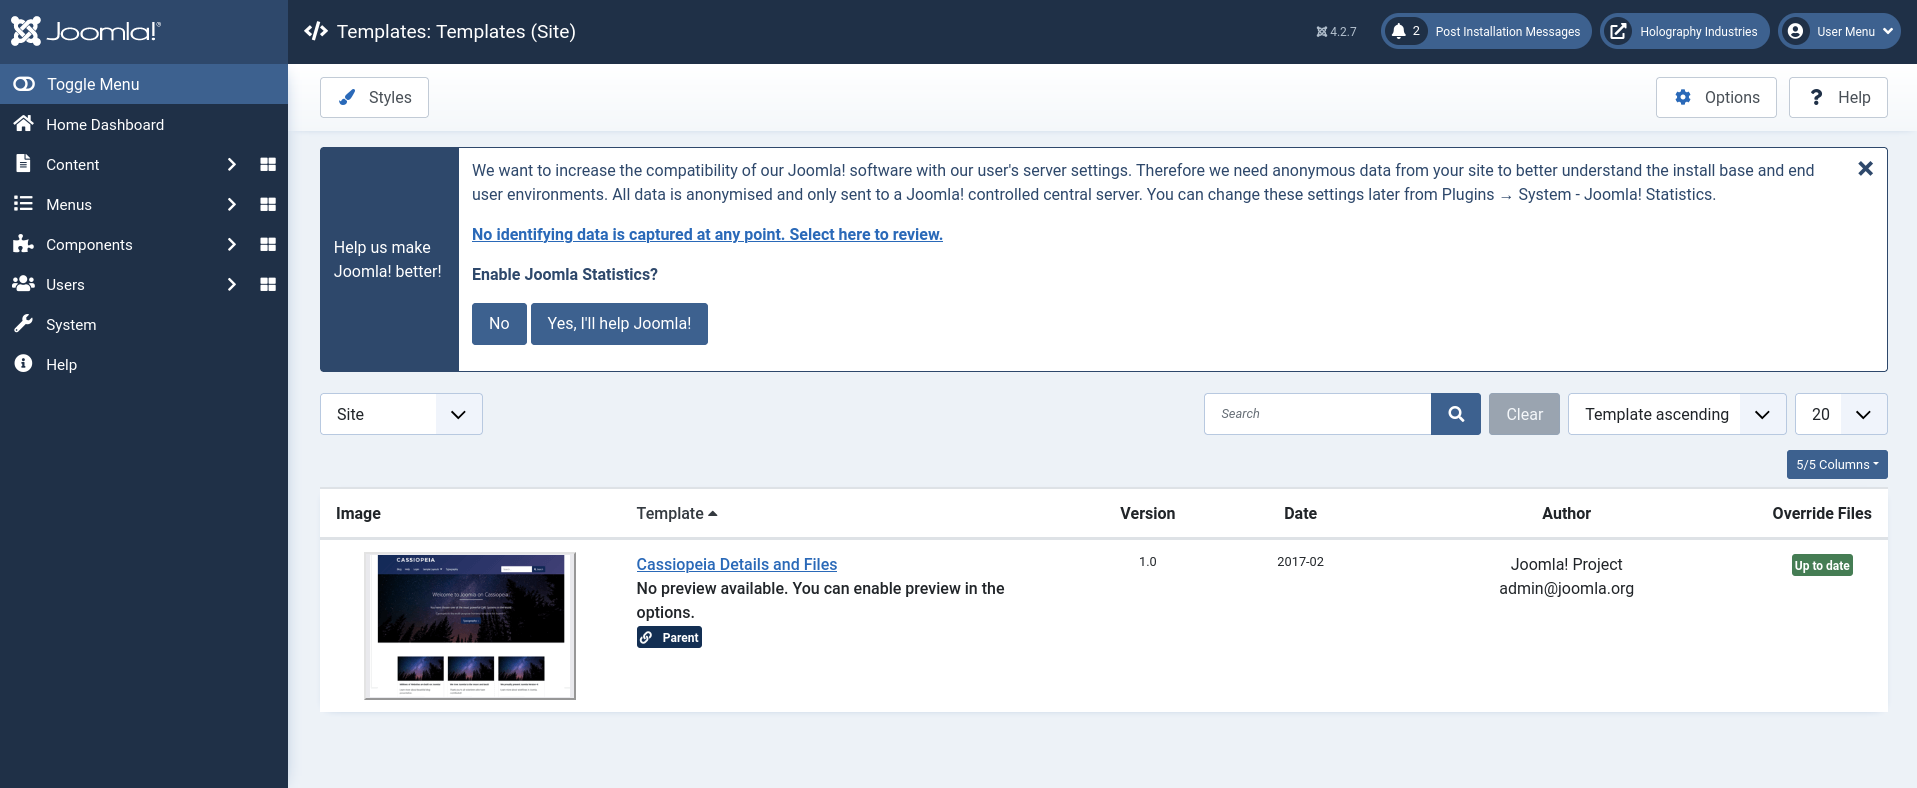 Joomla!
Templates: Templates (Site)
4.2.7
2 Post Installation Messages
Holography Industries
User Menu
Toggle Menu
Home Dashboard
Content
Menus
Components
Users
System
Help
Styles
Options
Help
Help us make
Joomla! better!
We want to increase the compatibility of our Joomla! software with our user's server settings. Therefore we need anonymous data from your site to better understand the install base and end
user environments. All data is anonymised and only sent to a Joomla! controlled central server. You can change these settings later from Plugins → System - Joomla! Statistics.
No identifying data is captured at any point. Select here to review.
Enable Joomla Statistics?
No
Yes, I'll help Joomla!
Site
Search
Clear
Template ascending
20
5/5 Columns
Image Template Version Date Author Override Files
CASSIOPEIA
Welcome to Joomla on Cassiopeia!
Cassiopeia Details and Files
No preview available. You can enable preview in the
options.
Parent
1.0
2017-02
Joomla! Project
admin@joomla.org
Up to date